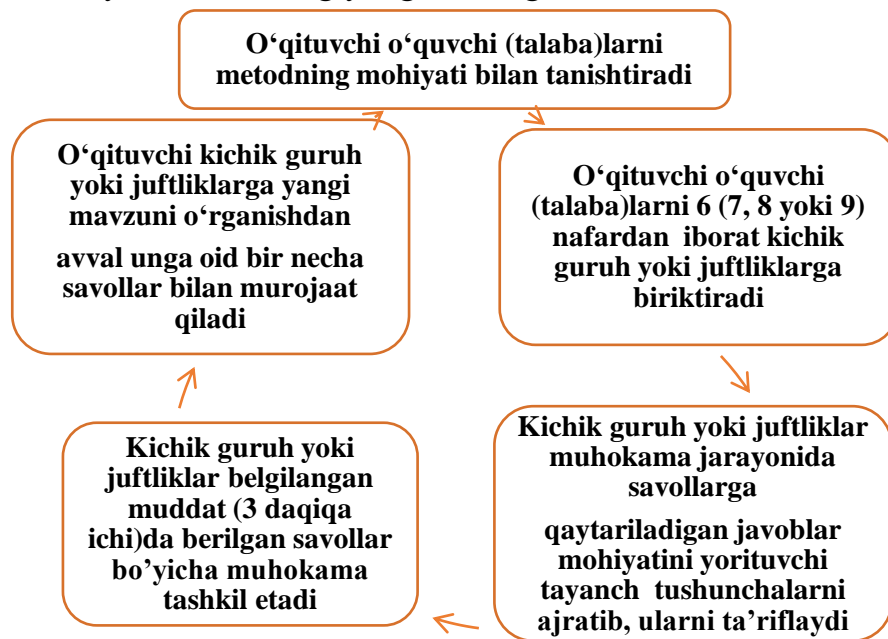 O‘qituvchi o‘quvchi (talaba)larni
metodning mohiyati bilan tanishtiradi
O‘qituvchi o‘quvchi
(talaba)larni 6 (7, 8 yoki 9)
nafardan iborat kichik
guruh yoki juftliklarga
biriktiradi
Kichik guruh yoki juftliklar
muhokama jarayonida
savollarga
qaytariladigan javoblar
mohiyatini yorituvchi
tayanch tushunchalarni
ajratib, ularni ta’riflaydi
Kichik guruh yoki
juftliklar belgilangan
muddat (3 daqiqa
ichi)da berilgan savollar
bo’yicha muhokama
tashkil etadi
O‘qituvchi kichik guruh
yoki juftliklarga yangi
mavzuni o‘rganishdan
avval unga oid bir necha
savollar bilan murojaat
qiladi